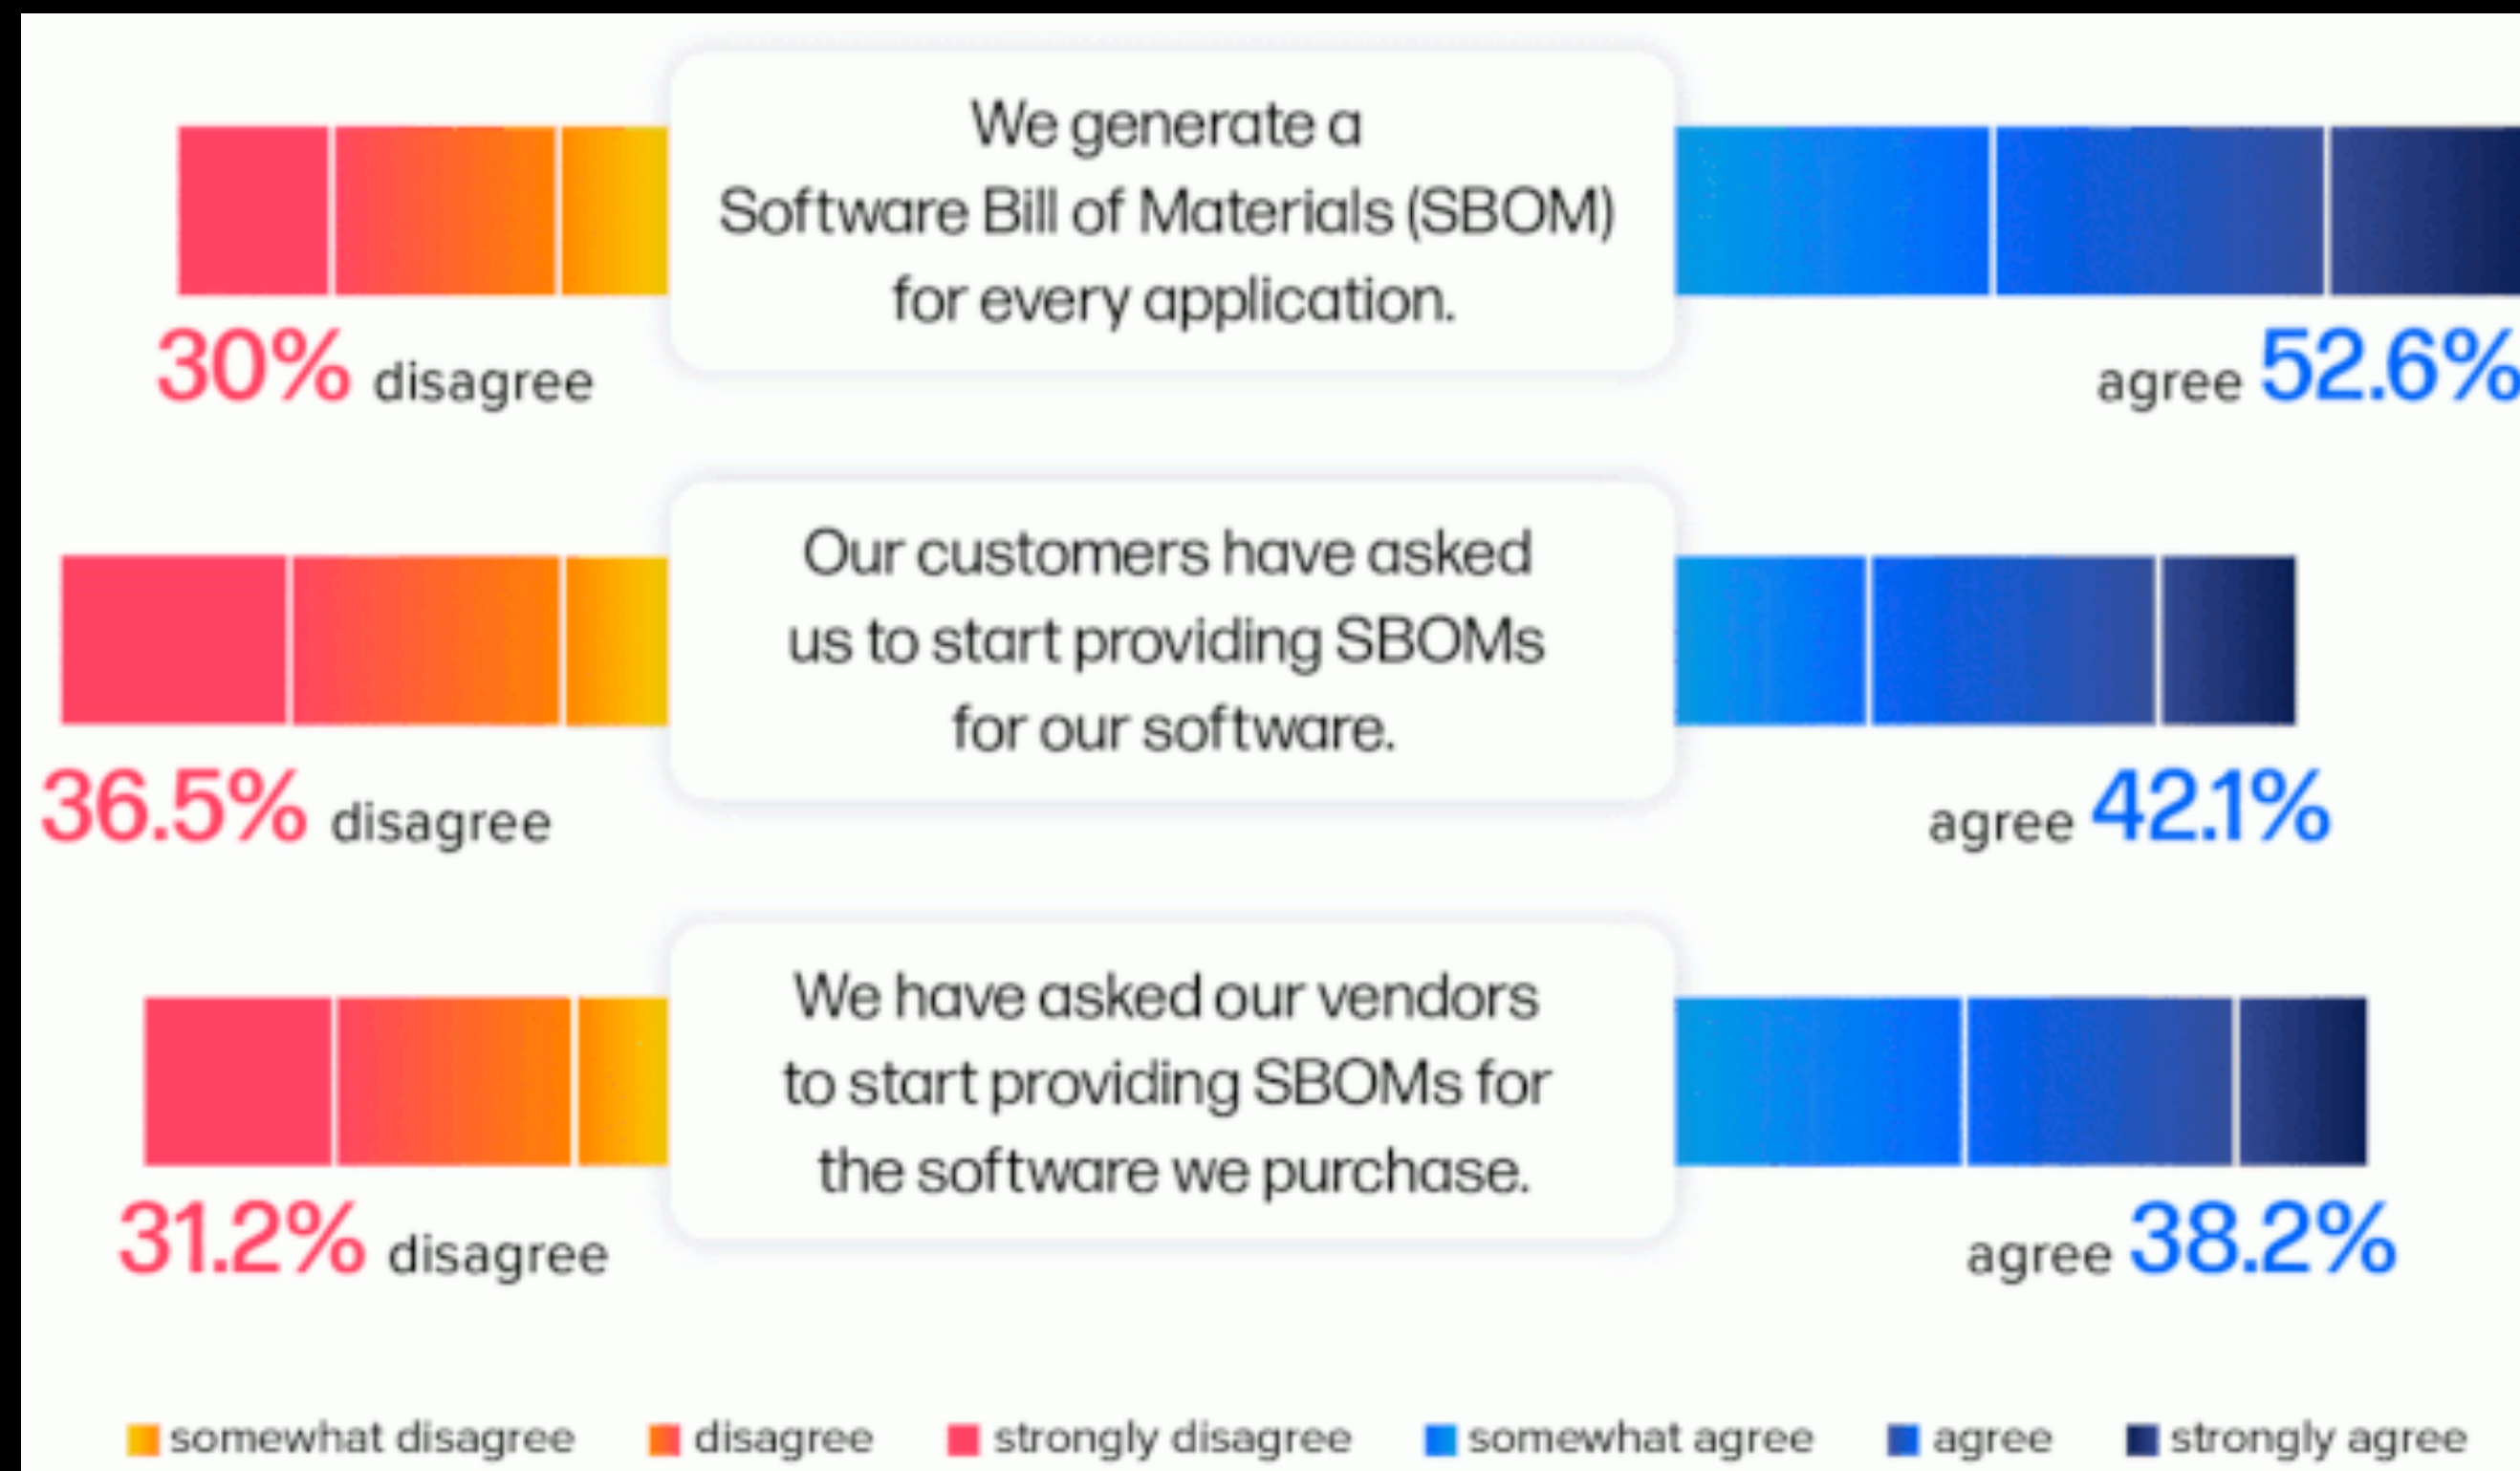 We generate a
Software Bill of Materials (SBOM)
for every application.
30% disagree
agree 52.6%
Our customers have asked
us to start providing SBOMs
for our software.
36.5% disagree
agree 42.1%
We have asked our vendors
to start providing SBOMs for
the software we purchase.
31.2% disagree
agree 38.2%
somewhat disagree disagree strongly disagree somewhat agree agree strongly agree